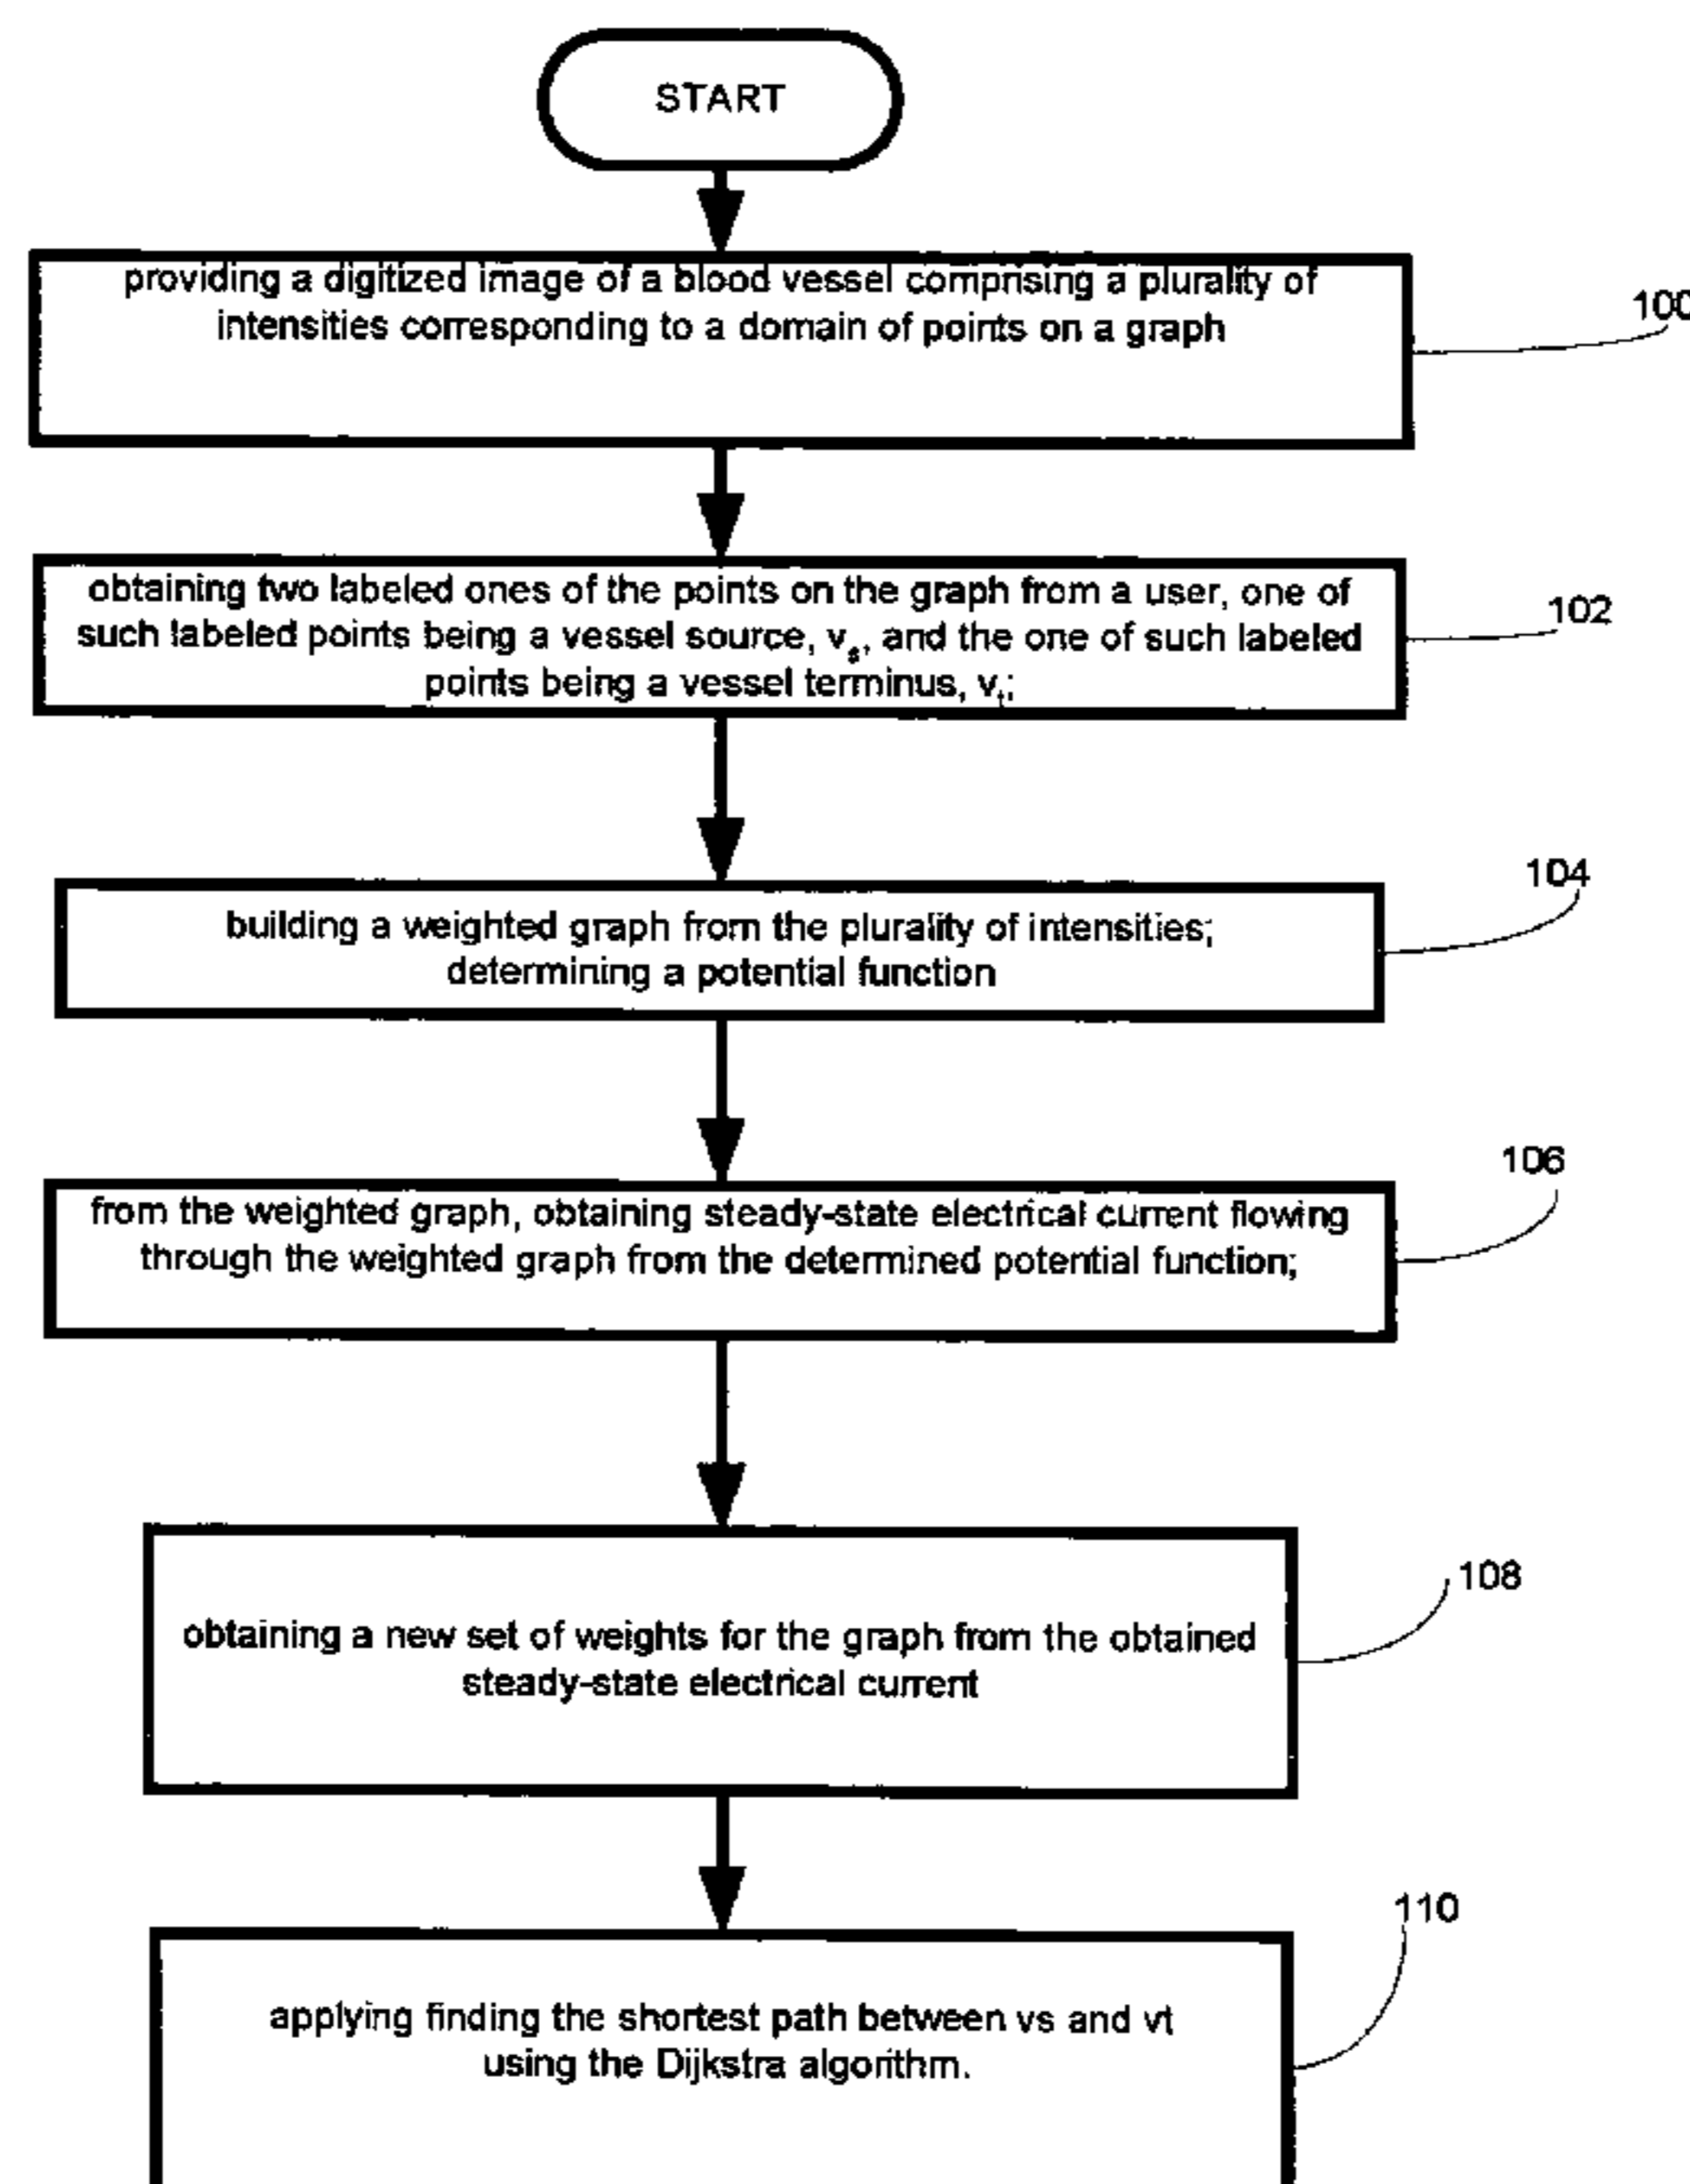 START
providing a digitized image of a blood vessel comprising a plurality of
intensities corresponding to a domain of points on a graph
100
obtaining two labeled ones of the points on the graph from a user, one of
such labeled points being a vessel source, vₛ, and the one of such labeled
points being a vessel terminus, vₜ;
102
building a weighted graph from the plurality of intensities;
determining a potential function
104
from the weighted graph, obtaining steady-state electrical current flowing
through the weighted graph from the determined potential function;
106
obtaining a new set of weights for the graph from the obtained
steady-state electrical current
108
applying finding the shortest path between vs and vt
using the Dijkstra algorithm.
110